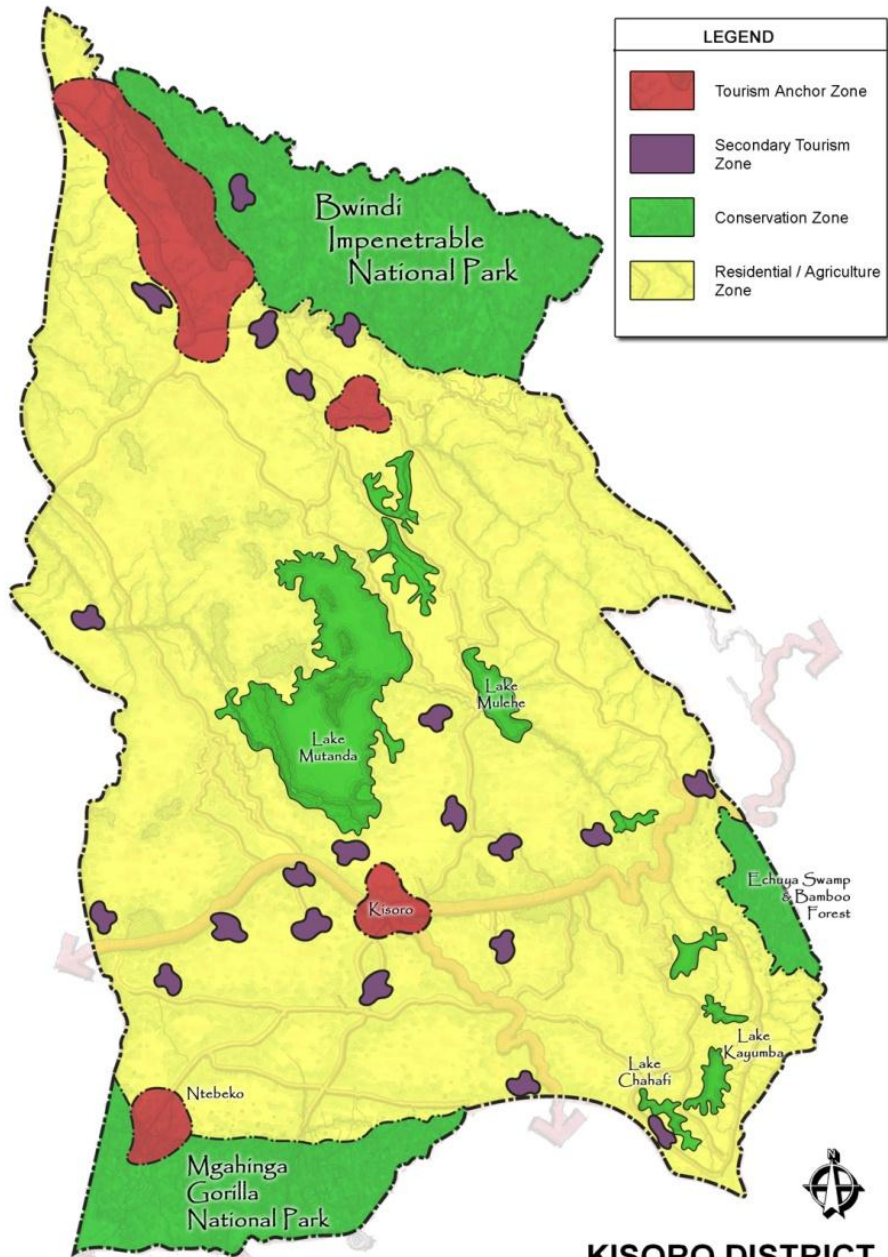 LEGEND
Tourism Anchor Zone
Secondary Tourism
Zone
Conservation Zone
Residential / Agriculture
Zone
Bwindi
Impenetrable
National Park
Lake
Mulehe
Lake
Mutanda
Echuya Swamp
& Bamboo
Forest
Kisoro
Lake
Kayumba
Lake
Chahafi
Ntebeko
Mgahinga
Gorilla
National Park
N
KISORO DISTRICT